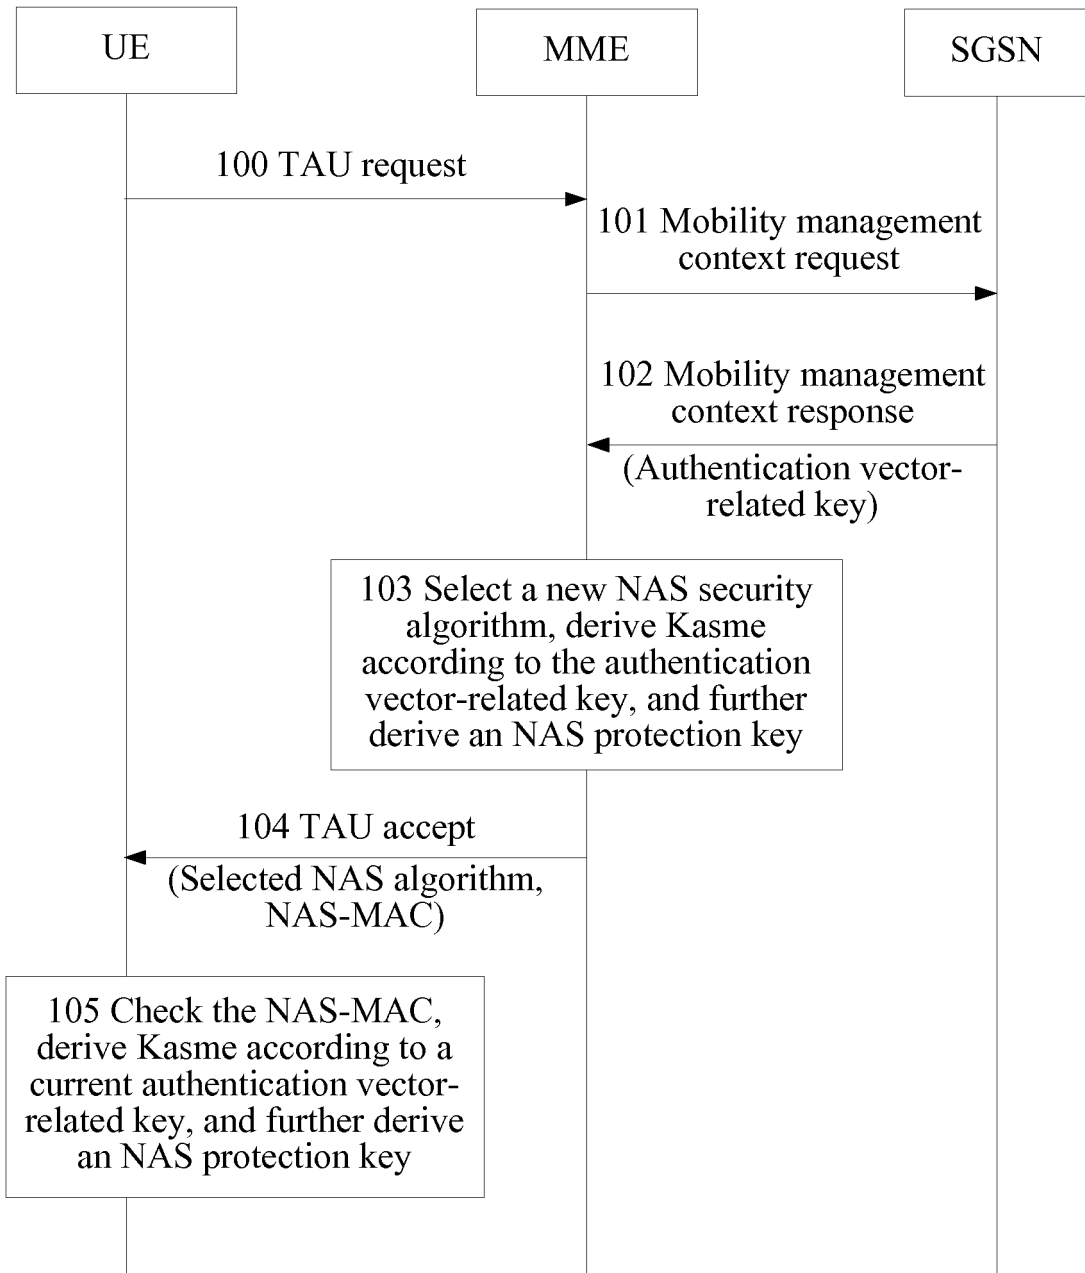 UE
MME
SGSN
100 TAU request
101 Mobility management
context request
102 Mobility management
context response
(Authentication vector-
related key)
103 Select a new NAS security
algorithm, derive Kasme
according to the authentication
vector-related key, and further
derive an NAS protection key
104 TAU accept
(Selected NAS algorithm,
NAS-MAC)
105 Check the NAS-MAC,
derive Kasme according to a
current authentication vector-
related key, and further derive
an NAS protection key